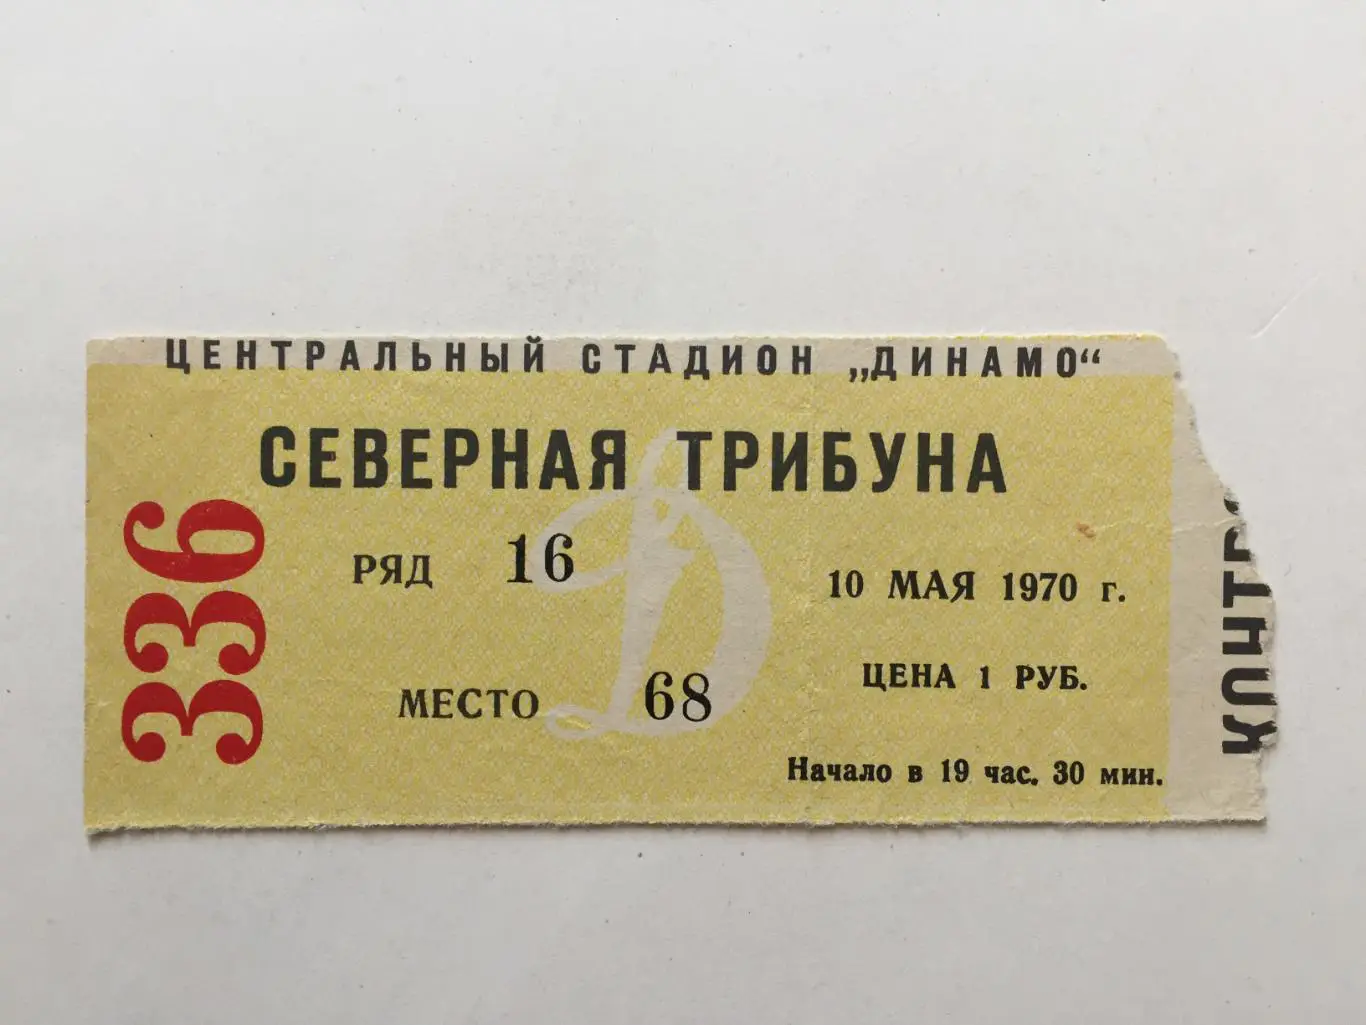 ЦЕНТРАЛЬНЫЙ СТАДИОН „ДИНАМО“
СЕВЕРНАЯ ТРИБУНА
336
РЯД 16
10 МАЯ 1970 г.
МЕСТО 68
ЦЕНА 1 РУБ.
Начало в 19 час. 30 мин.